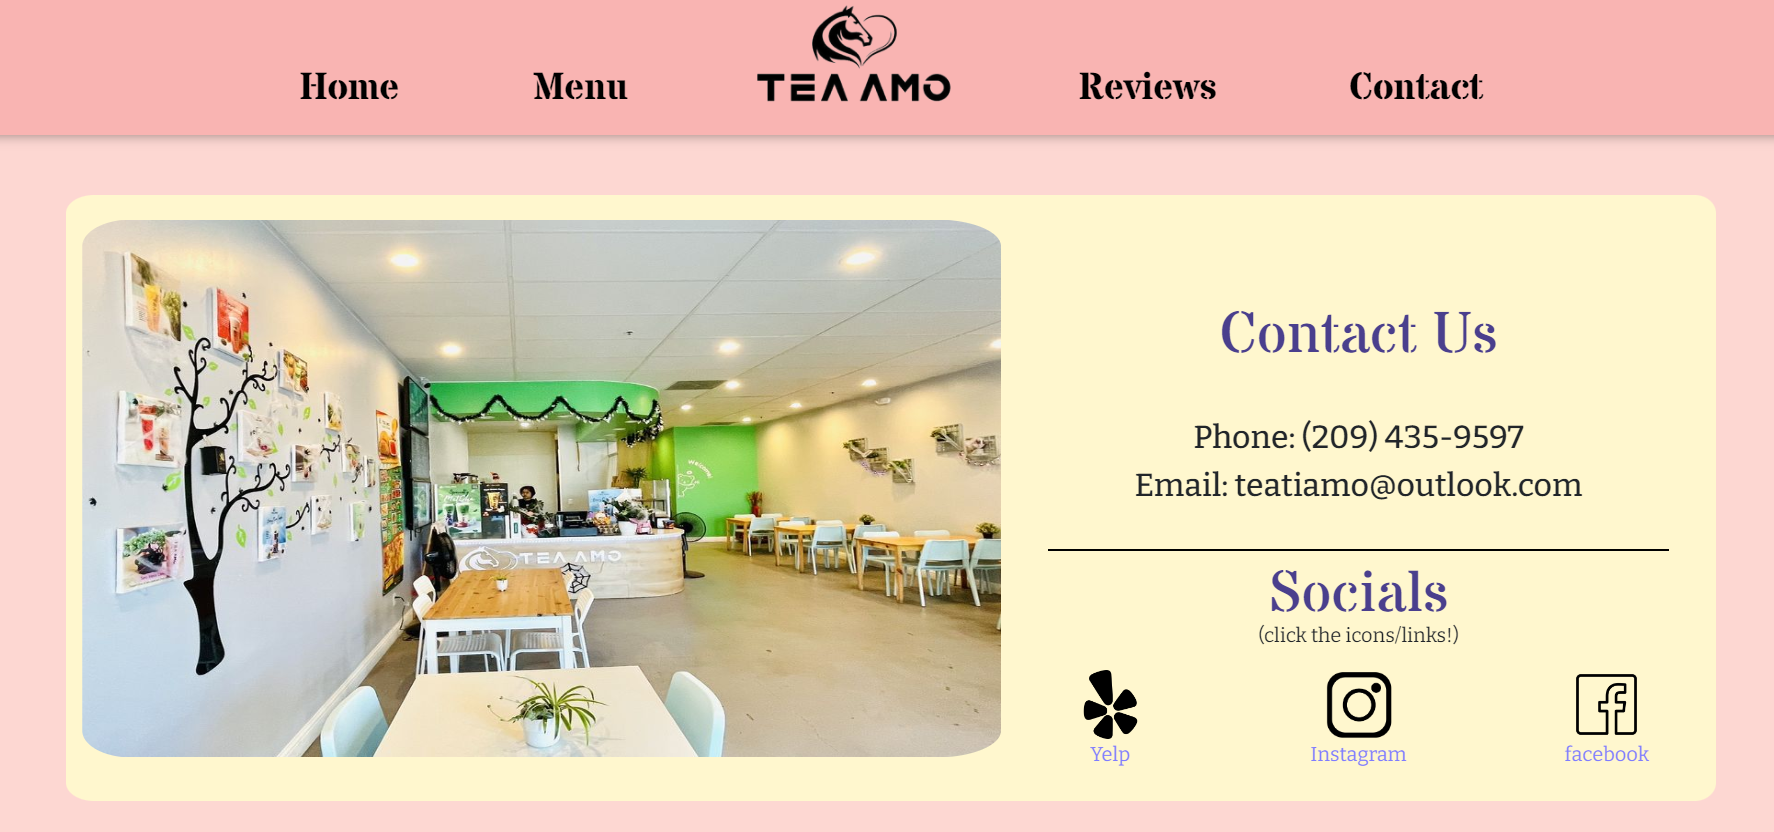 Home
Menu
TEA AMO
Reviews
Contact
WELCOME
TEA AMO
Contact Us
Phone: (209) 435-9597
Email: teatiamo@outlook.com
Socials
(click the icons/links!)
Yelp
Instagram
facebook